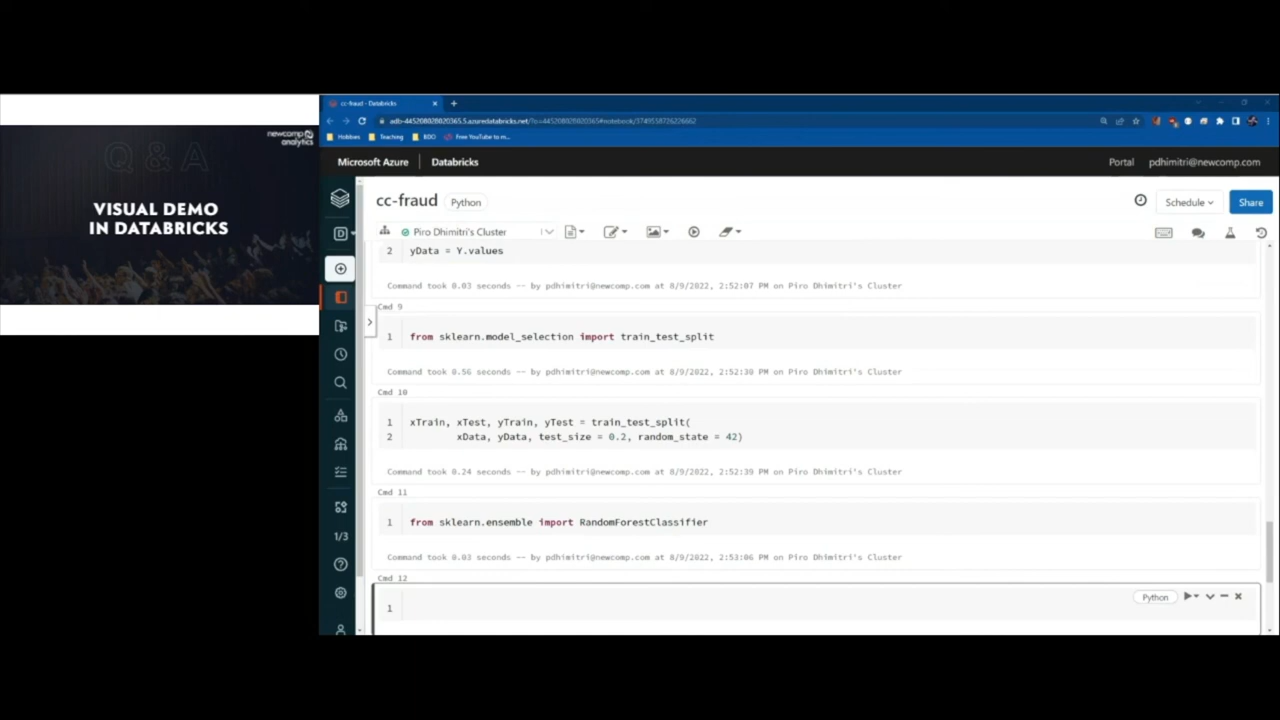 newcomp
analytics
Q & A
VISUAL DEMO
IN DATABRICKS
cc-fraud - Databricks
Hobbies
Teaching
BDO
Free YouTube to m...
Microsoft Azure
Databricks
Portal
pdhimitri@newcomp.com
cc-fraud
Python
Schedule
Share
D
Piro Dhimitri's Cluster
2 yData = Y.values
Command took 0.03 seconds -- by pdhimitri@newcomp.com at 8/9/2022, 2:52:07 PM on Piro Dhimitri's Cluster
Cmd 9
1 from sklearn.model_selection import train_test_split
Command took 0.56 seconds -- by pdhimitri@newcomp.com at 8/9/2022, 2:52:30 PM on Piro Dhimitri's Cluster
Cmd 10
1 xTrain, xTest, yTrain, yTest = train_test_split(
2 xData, yData, test_size = 0.2, random_state = 42)
Command took 0.24 seconds -- by pdhimitri@newcomp.com at 8/9/2022, 2:52:39 PM on Piro Dhimitri's Cluster
Cmd 11
1 from sklearn.ensemble import RandomForestClassifier
1/3
Command took 0.03 seconds -- by pdhimitri@newcomp.com at 8/9/2022, 2:53:06 PM on Piro Dhimitri's Cluster
Cmd 12
Python
1